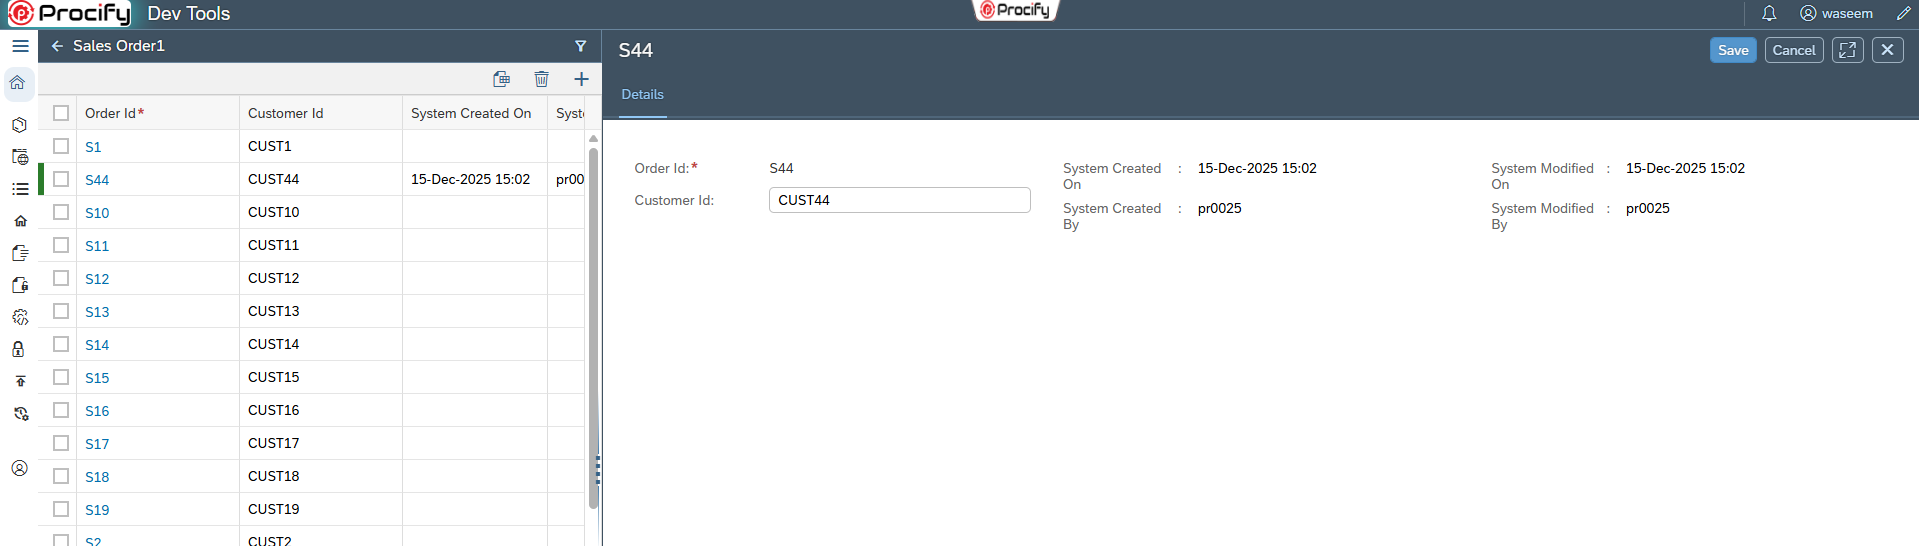 Procify Dev Tools
Procify
waseem
Sales Order1
Order Id* Customer Id System Created On Syst
S1 CUST1
S44 CUST44 15-Dec-2025 15:02 pr00
S10 CUST10
S11 CUST11
S12 CUST12
S13 CUST13
S14 CUST14
S15 CUST15
S16 CUST16
S17 CUST17
S18 CUST18
S19 CUST19
S2 CUST2
S44
Save Cancel
Details
Order Id:* S44
Customer Id: CUST44
System Created On : 15-Dec-2025 15:02
System Created By : pr0025
System Modified On : 15-Dec-2025 15:02
System Modified By : pr0025